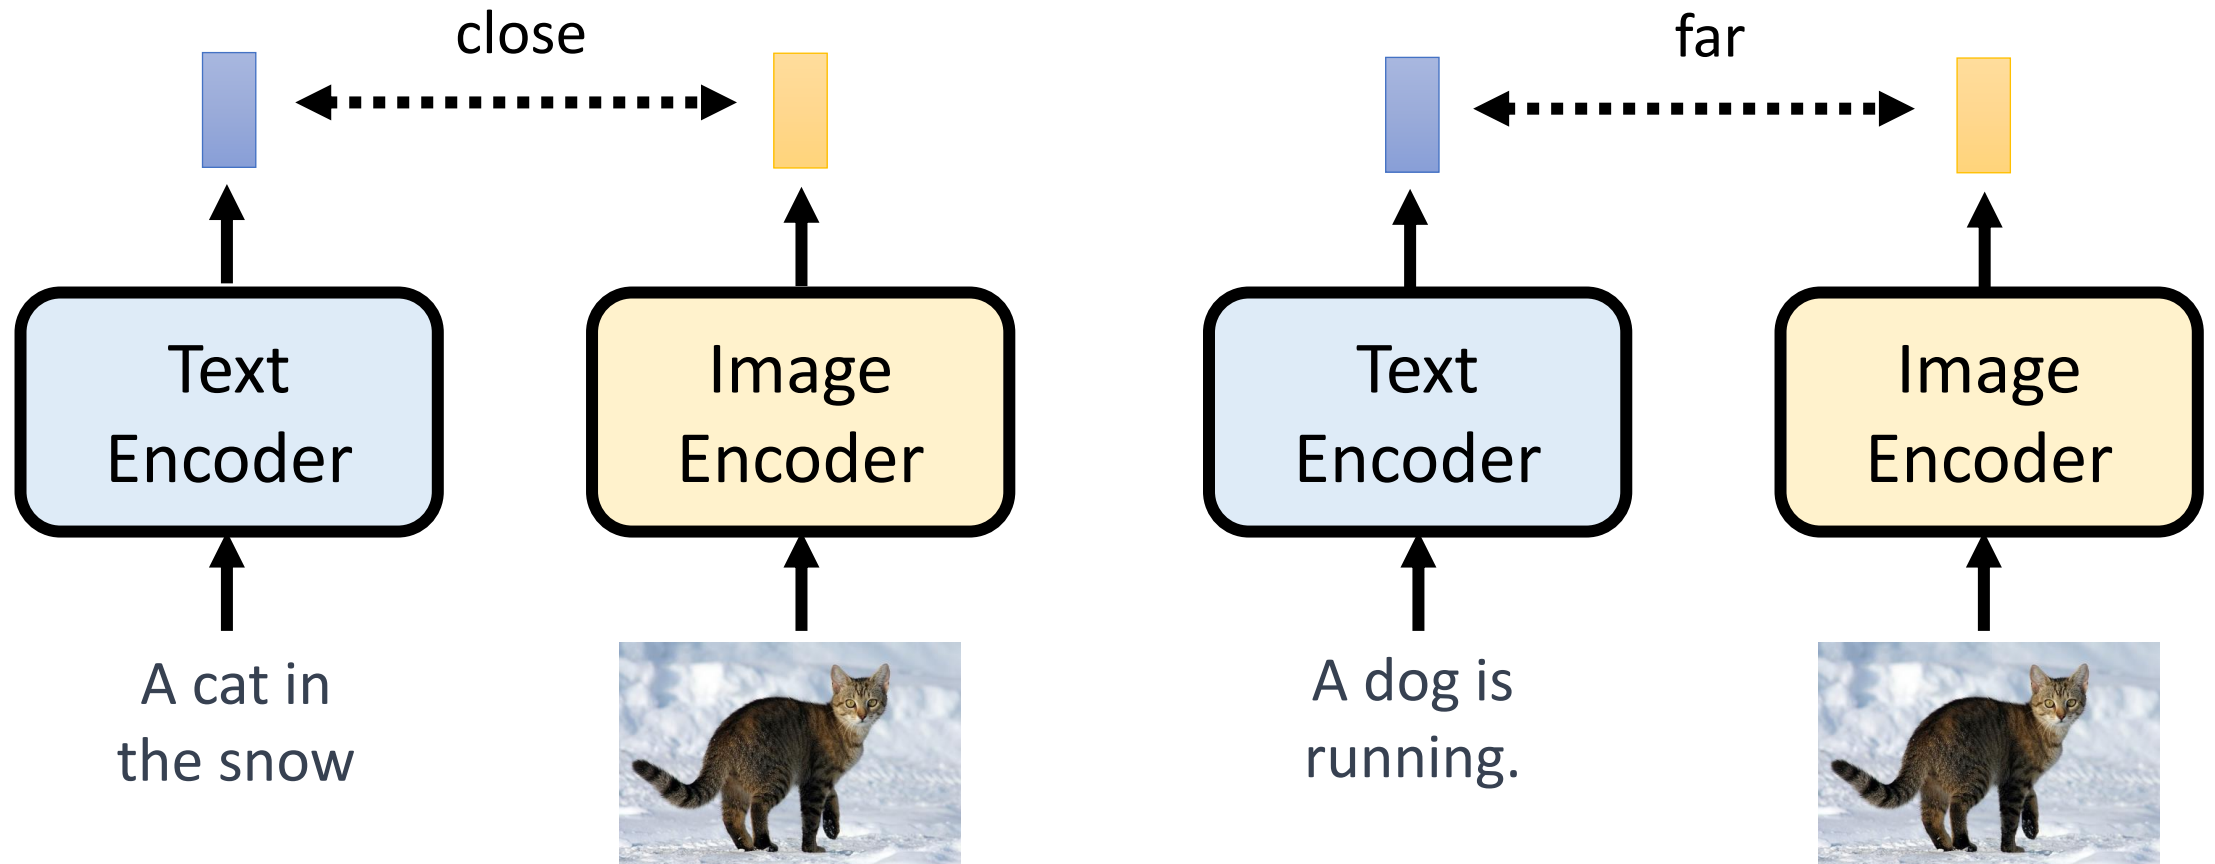 close
far
Text
Encoder
Image
Encoder
Text
Encoder
Image
Encoder
A cat in
the snow
A dog is
running.